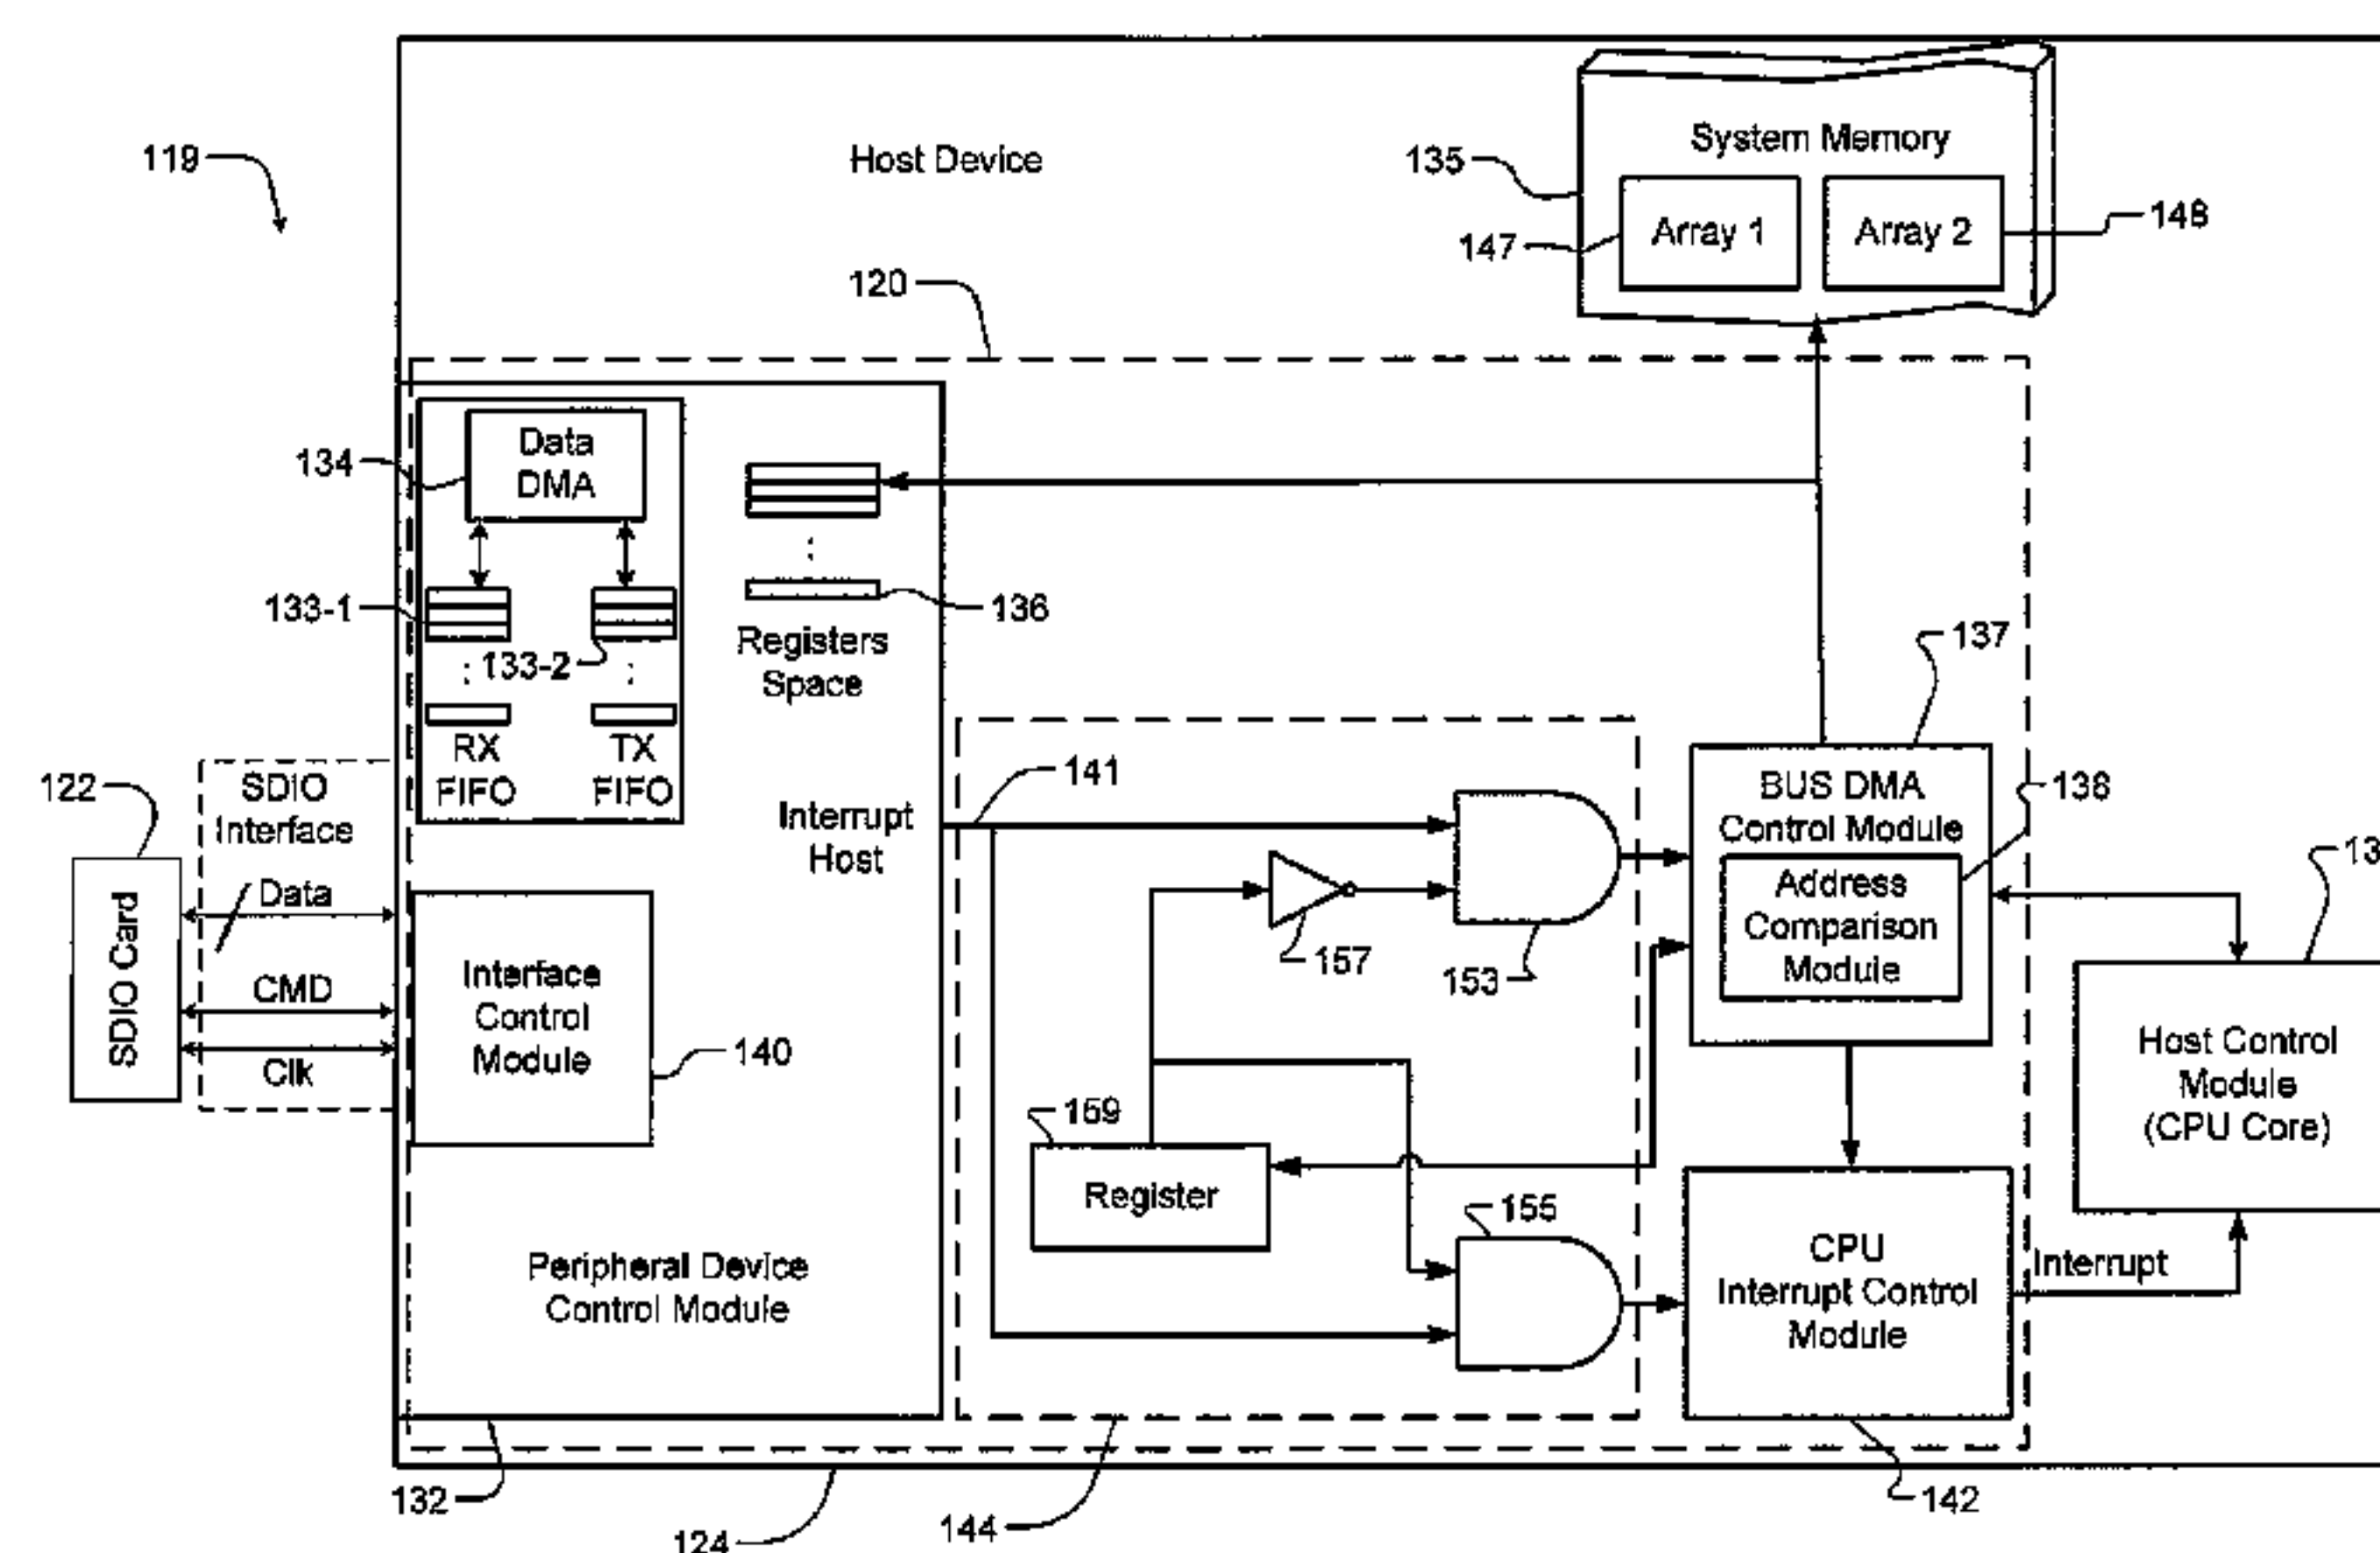 119
Host Device
135
System Memory
Array 1
Array 2
147
148
120
134
Data
DMA
133-1
133-2
136
Registers
Space
RX
FIFO
TX
FIFO
137
141
122
SDIO
Interface
Interrupt
Host
BUS DMA
Control Module
138
Address
Comparison
Module
SDIO Card
Data
CMD
Clk
157
153
Interface
Control
Module
140
Host Control
Module
(CPU Core)
159
Register
155
CPU
Interrupt Control
Module
Interrupt
Peripheral Device
Control Module
132
124
144
142